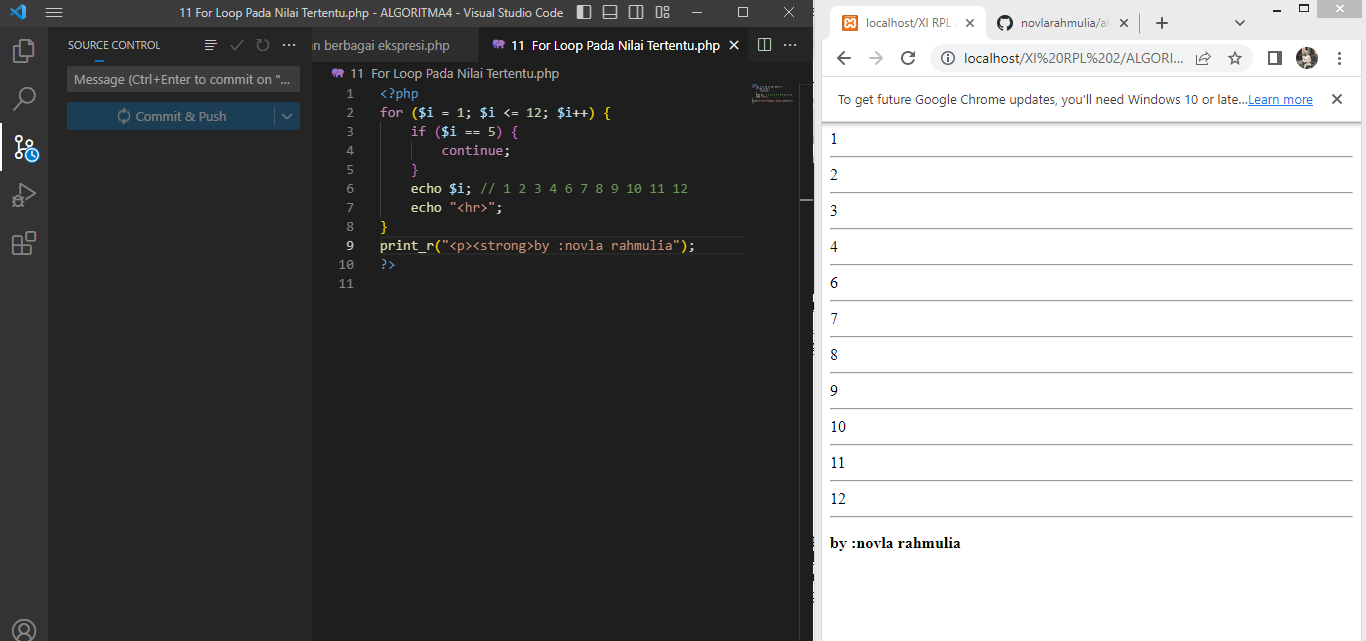 11 For Loop Pada Nilai Tertentu.php - ALGORITMA4 - Visual Studio Code
SOURCE CONTROL
Message (Ctrl+Enter to commit on "...
Commit & Push
n berbagai ekspresi.php
11 For Loop Pada Nilai Tertentu.php
11 For Loop Pada Nilai Tertentu.php
1 <?php
2 for ($i = 1; $i <= 12; $i++) {
3 if ($i == 5) {
4 continue;
5 }
6 echo $i; // 1 2 3 4 6 7 8 9 10 11 12
7 echo "<hr>";
8 }
9 print_r("<p><strong>by :novla rahmulia");
10 ?>
11
localhost/XI RPL
novlarahmulia/al
localhost/XI%20RPL%202/ALGORI...
To get future Google Chrome updates, you'll need Windows 10 or late...Learn more
1
2
3
4
6
7
8
9
10
11
12
by :novla rahmulia